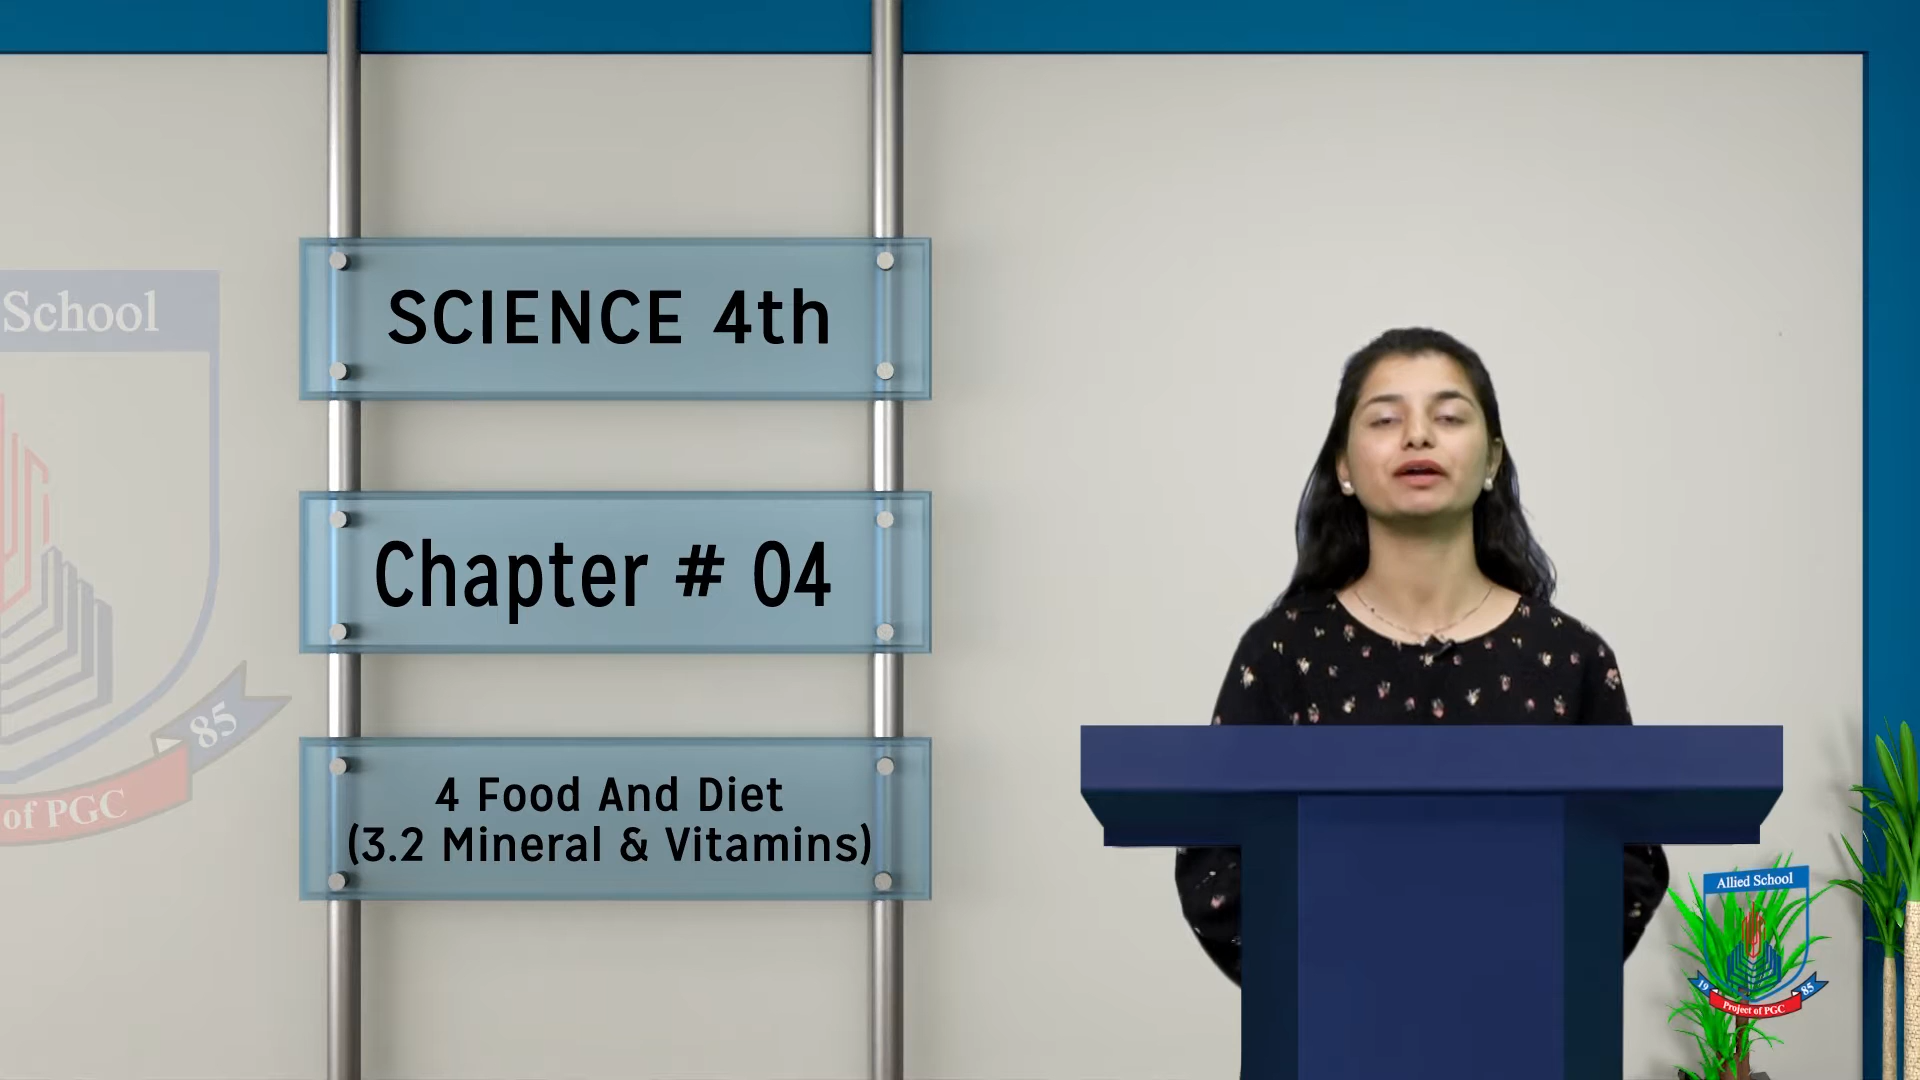 School
85
of PGC
SCIENCE 4th
Chapter # 04
4 Food And Diet
(3.2 Mineral & Vitamins)
Allied School
19 85
Project of PGC